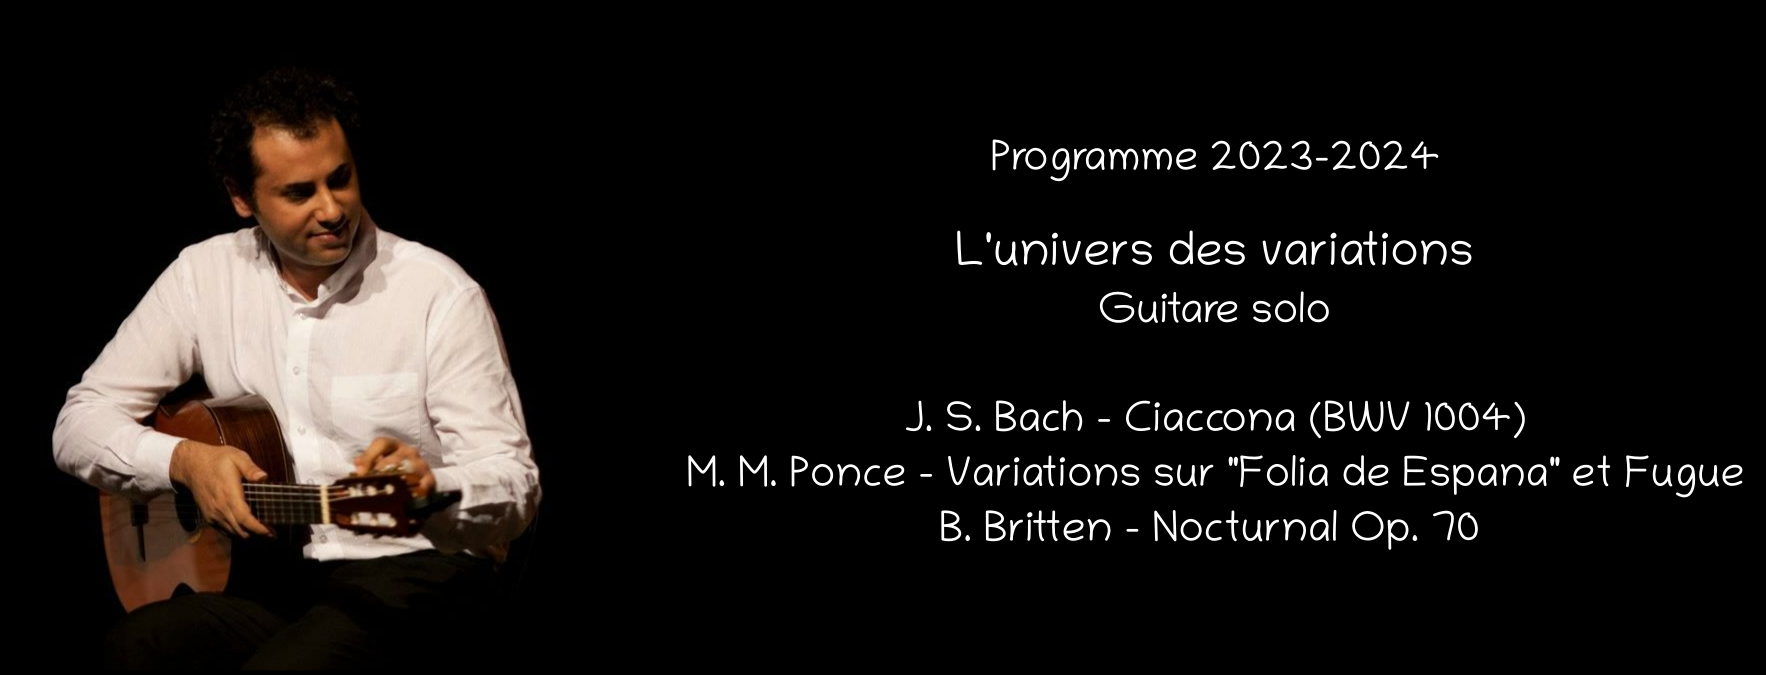 Programme 2023-2024
L'univers des variations
Guitare solo
J. S. Bach - Ciaccona (BWV 1004)
M. M. Ponce - Variations sur "Folia de Espana" et Fugue
B. Britten - Nocturnal Op. 70